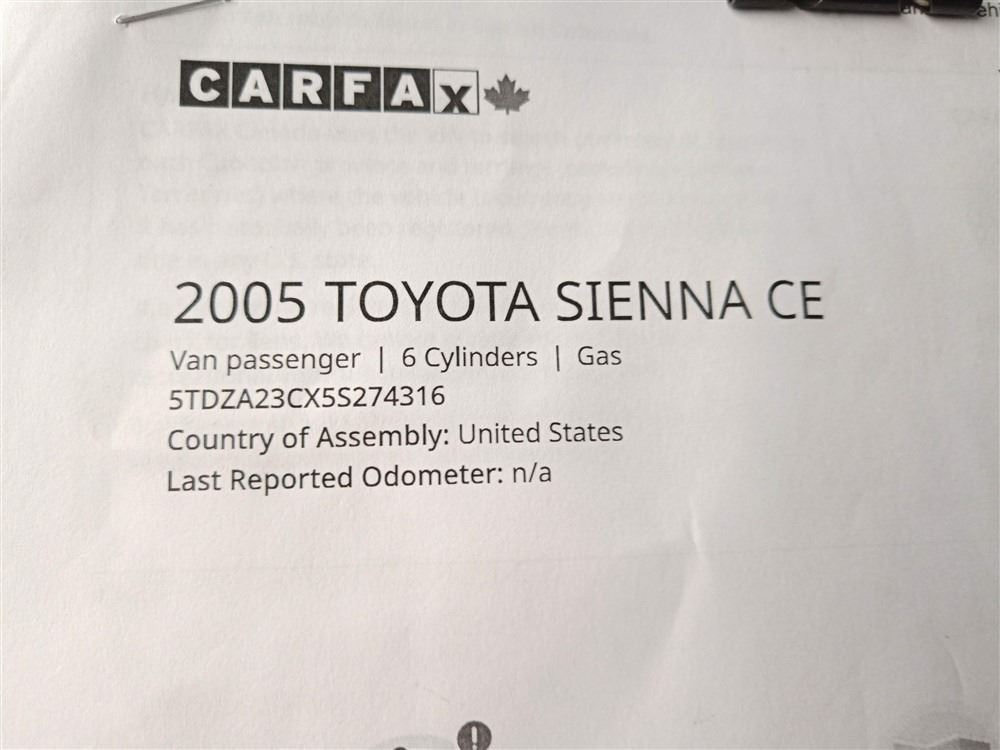 CARFAX
2005 TOYOTA SIENNA CE
Van passenger | 6 Cylinders | Gas
5TDZA23CX5S274316
Country of Assembly: United States
Last Reported Odometer: n/a